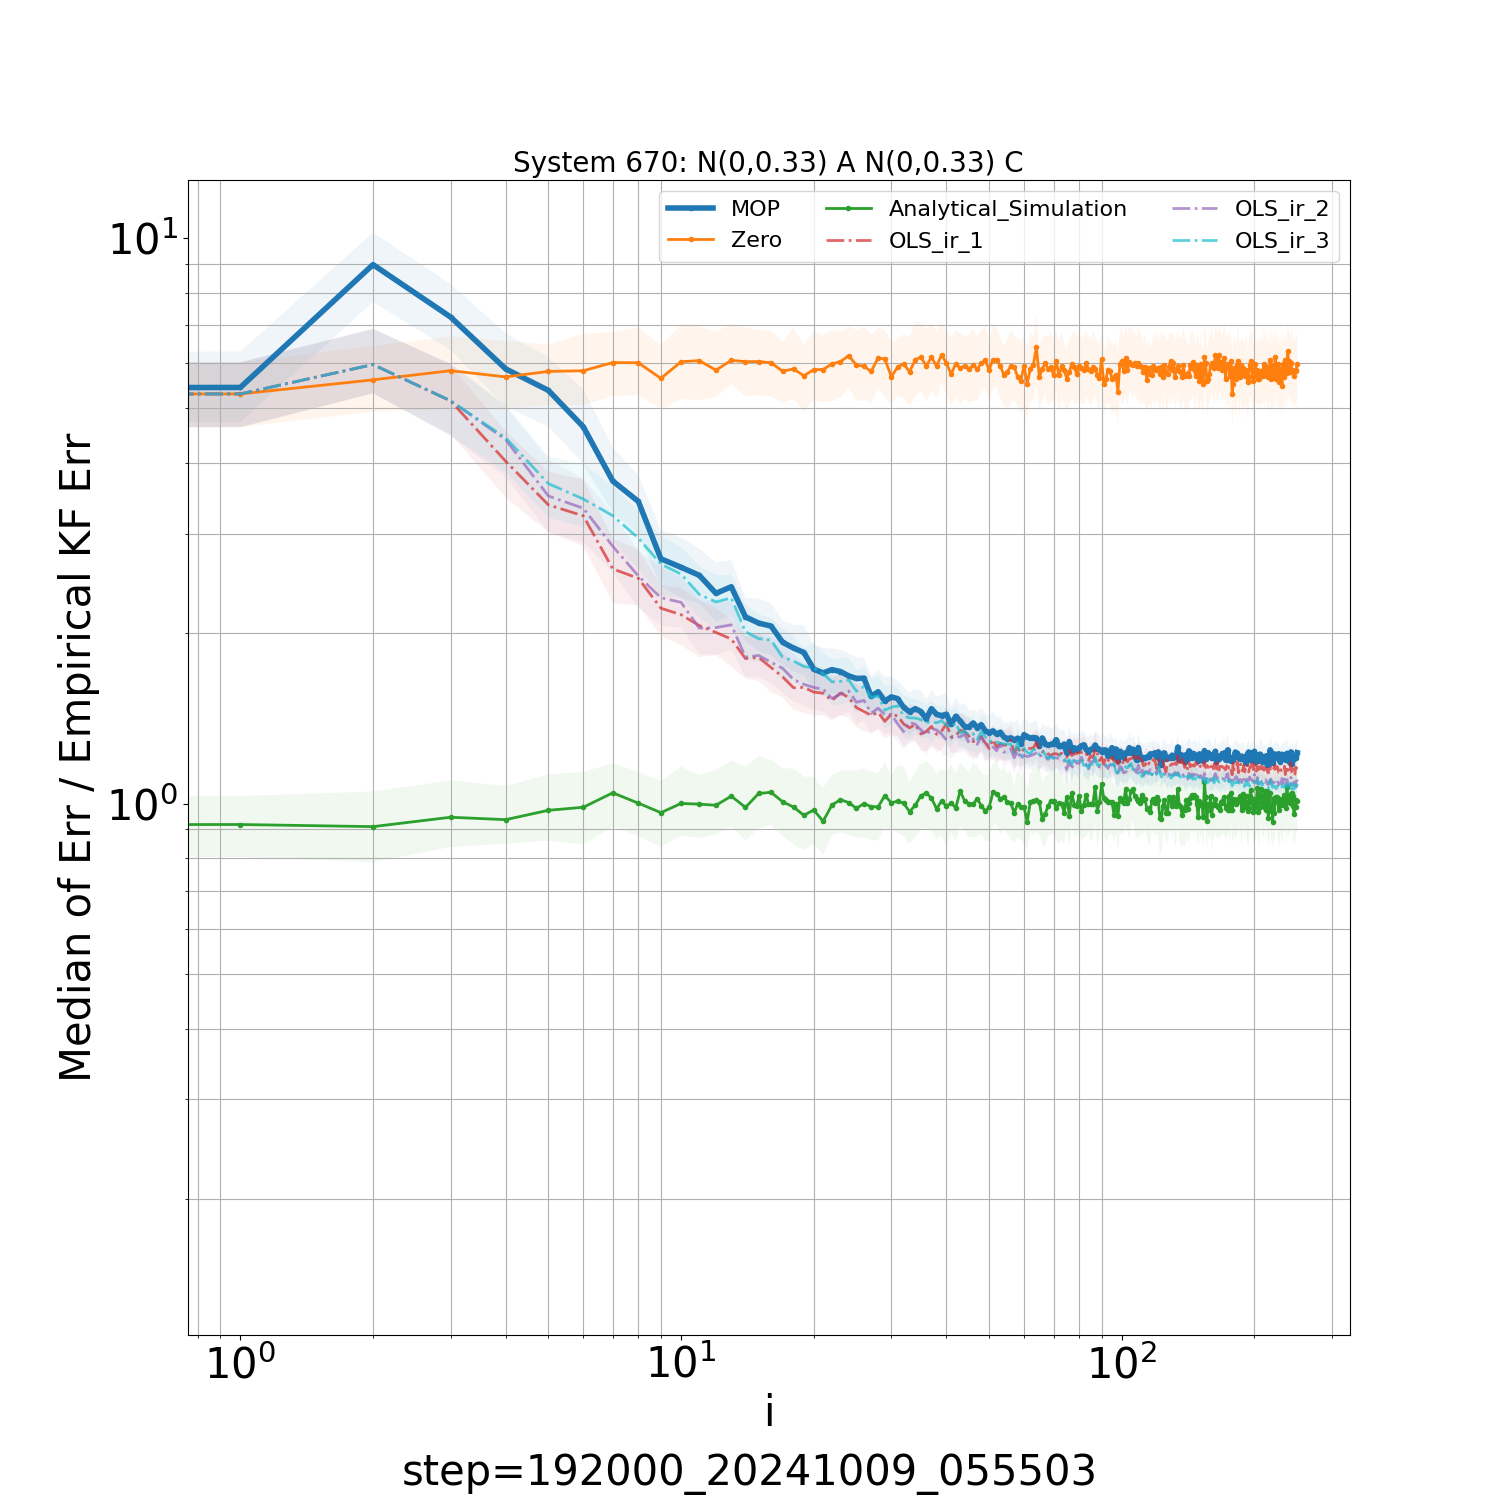 System 670: N(0,0.33) A N(0,0.33) C
MOP
Zero
Analytical_Simulation
OLS_ir_1
OLS_ir_2
OLS_ir_3
Median of Err / Empirical KF Err
10¹
10⁰
10⁰ 10¹ 10²
i
step=192000_20241009_055503